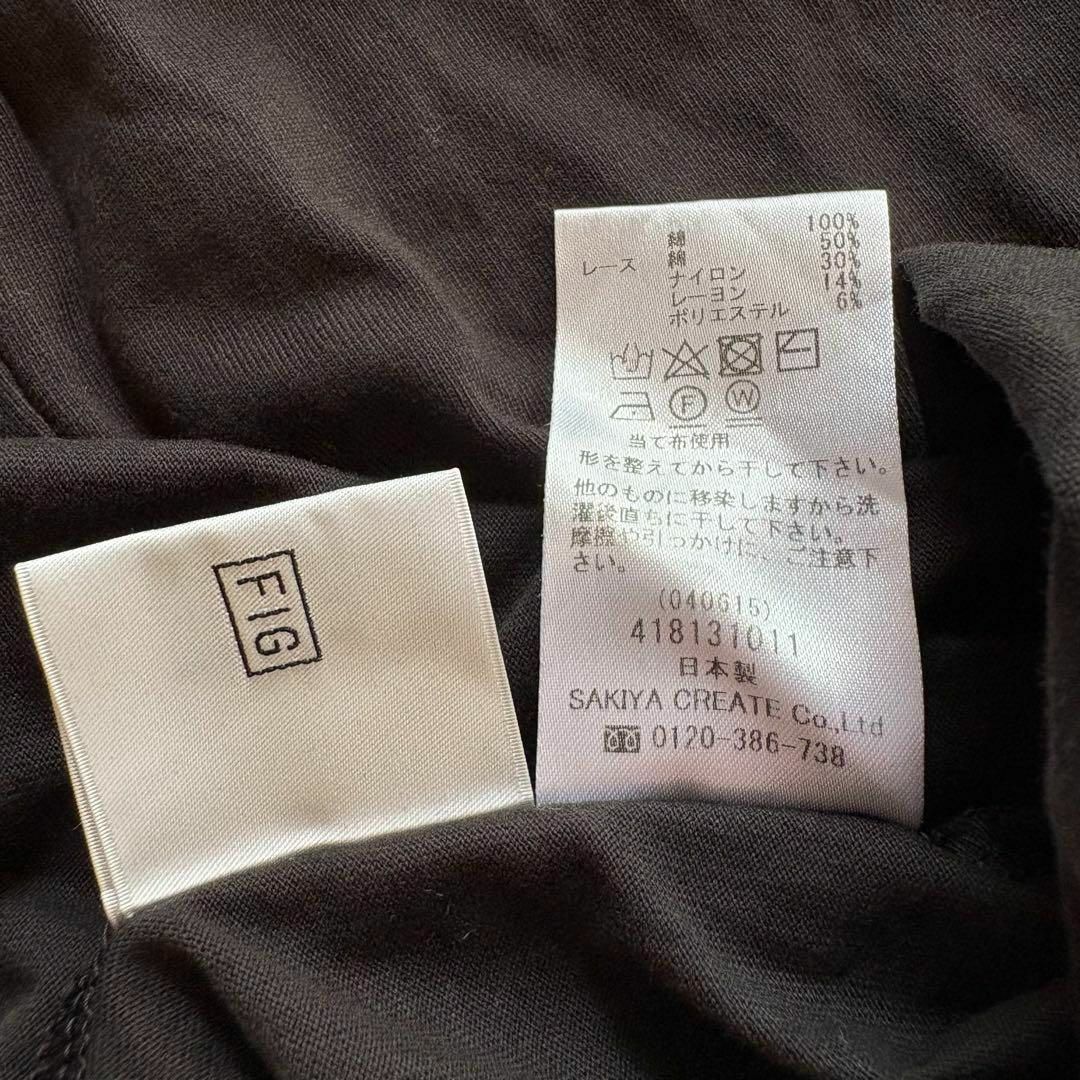 FIG
綿 100%
レース 綿 50%
ナイロン 30%
レーヨン 14%
ポリエステル 6%
F W
当て布使用
形を整えてから干して下さい。
他のものに移染しますから洗
濯後直ちに干して下さい。
摩擦や引っかけに、ご注意下
さい。
(040615)
418131011
日本製
SAKIYA CREATE Co.,Ltd
0120-386-738